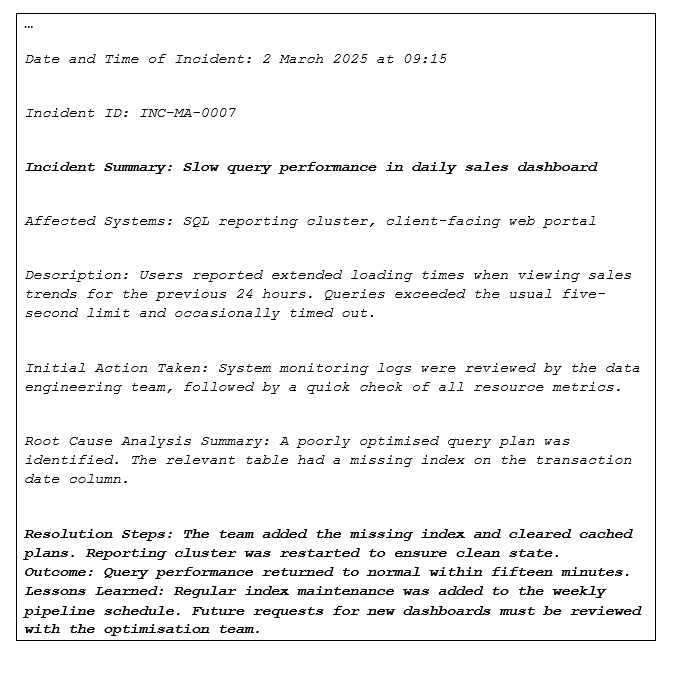 …
Date and Time of Incident: 2 March 2025 at 09:15
Incident ID: INC-MA-0007
Incident Summary: Slow query performance in daily sales dashboard
Affected Systems: SQL reporting cluster, client-facing web portal
Description: Users reported extended loading times when viewing sales
trends for the previous 24 hours. Queries exceeded the usual five-
second limit and occasionally timed out.
Initial Action Taken: System monitoring logs were reviewed by the data
engineering team, followed by a quick check of all resource metrics.
Root Cause Analysis Summary: A poorly optimised query plan was
identified. The relevant table had a missing index on the transaction
date column.
Resolution Steps: The team added the missing index and cleared cached
plans. Reporting cluster was restarted to ensure clean state.
Outcome: Query performance returned to normal within fifteen minutes.
Lessons Learned: Regular index maintenance was added to the weekly
pipeline schedule. Future requests for new dashboards must be reviewed
with the optimisation team.